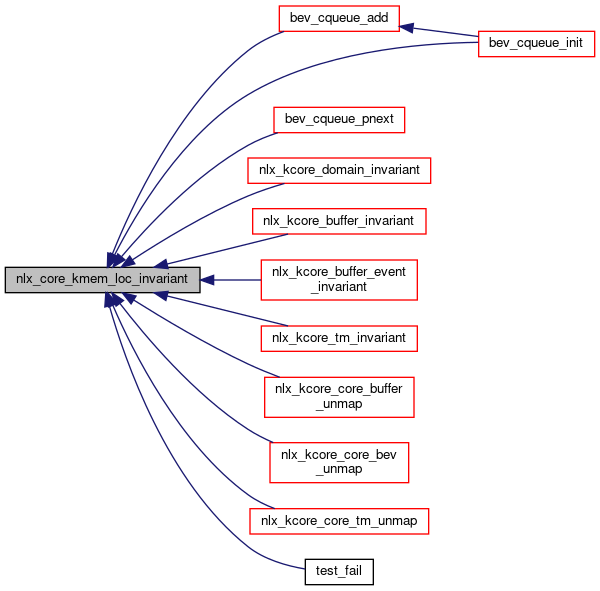 bev_cqueue_add
bev_cqueue_init
bev_cqueue_pnext
nlx_kcore_domain_invariant
nlx_kcore_buffer_invariant
nlx_core_kmem_loc_invariant
nlx_kcore_buffer_event
_invariant
nlx_kcore_tm_invariant
nlx_kcore_core_buffer
_unmap
nlx_kcore_core_bev
_unmap
nlx_kcore_core_tm_unmap
test_fail